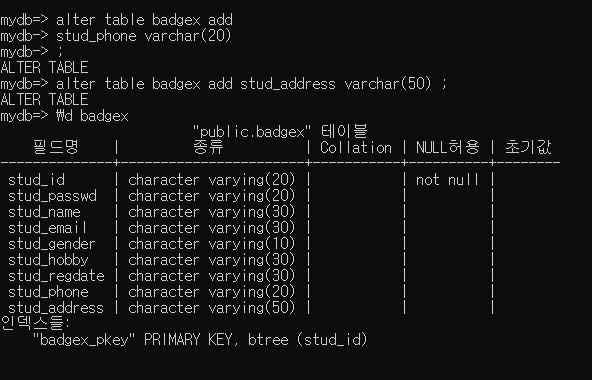 mydb=> alter table badgex add
mydb-> stud_phone varchar(20)
mydb-> ;
ALTER TABLE
mydb=> alter table badgex add stud_address varchar(50) ;
ALTER TABLE
mydb=> ₩d badgex
"public.badgex" 테이블
필드명 | 종류 | Collation | NULL허용 | 초기값
--------------+-----------------------+-----------+----------+--------
stud_id | character varying(20) | | not null |
stud_passwd | character varying(20) | | |
stud_name | character varying(30) | | |
stud_email | character varying(30) | | |
stud_gender | character varying(10) | | |
stud_hobby | character varying(30) | | |
stud_regdate | character varying(30) | | |
stud_phone | character varying(20) | | |
stud_address | character varying(50) | | |
인덱스들:
"badgex_pkey" PRIMARY KEY, btree (stud_id)